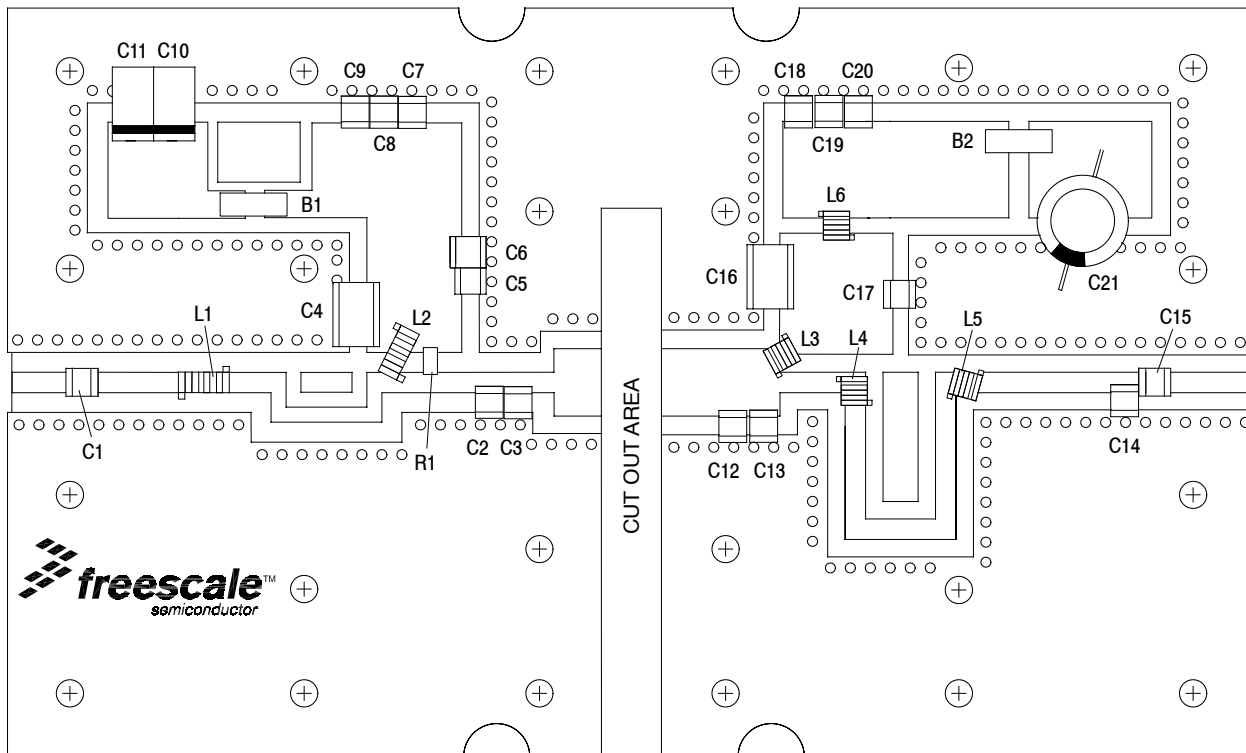 C11 C10
C9 C7
C8
B1
C6
C5
C4
L1
L2
C1
R1
C2 C3
CUT OUT AREA
C18 C20
C19
B2
L6
C16
C17
C21
L3
L4
L5
C15
C14
C12 C13
freescale™
semiconductor